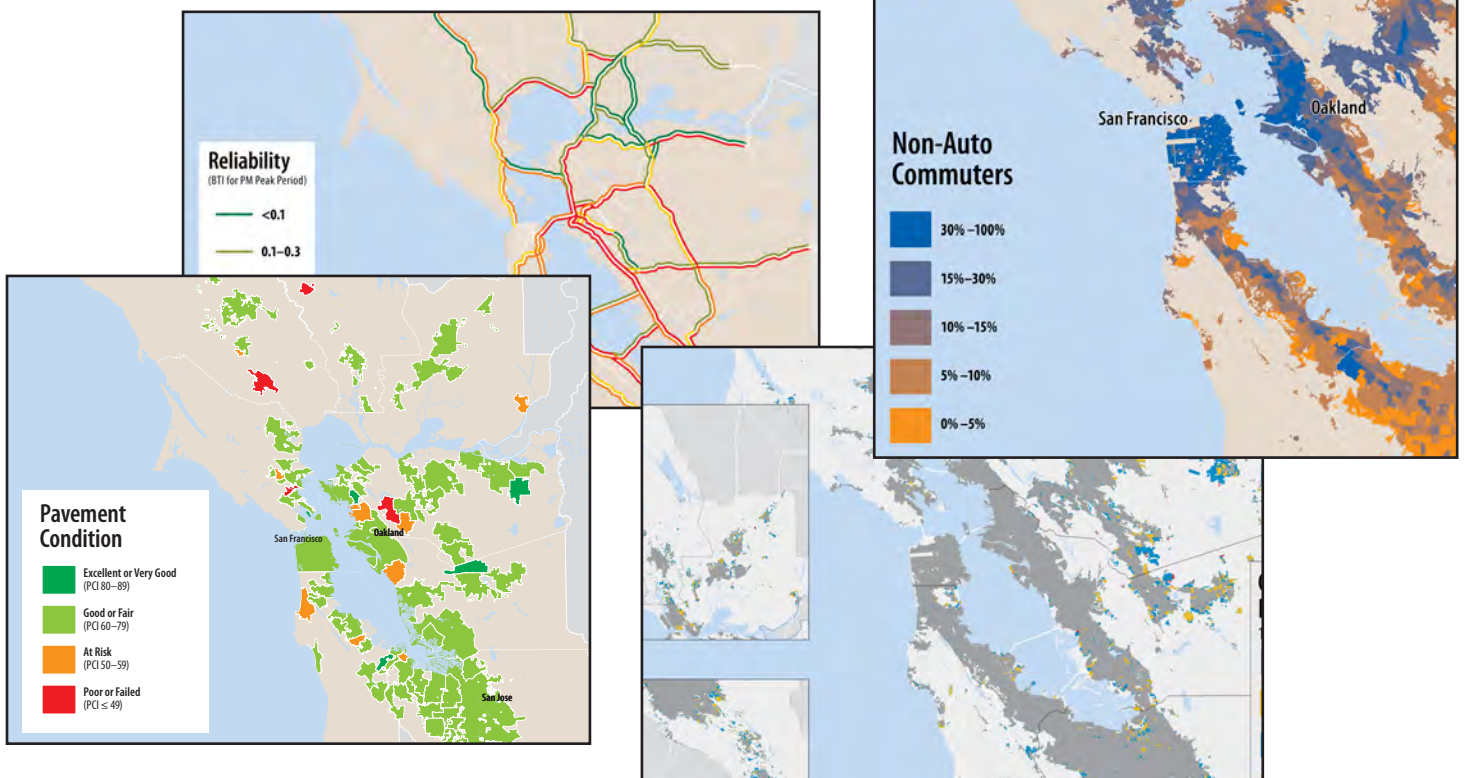 Reliability
(BTI for PM Peak Period)
<0.1
0.1–0.3
San Francisco
Oakland
Non-Auto
Commuters
30% –100%
15%–30%
10% –15%
5% –10%
0% –5%
Pavement
Condition
Excellent or Very Good
(PCI 80–89)
Good or Fair
(PCI 60–79)
At Risk
(PCI 50–59)
Poor or Failed
(PCI ≤ 49)
San Francisco
Oakland
San Jose